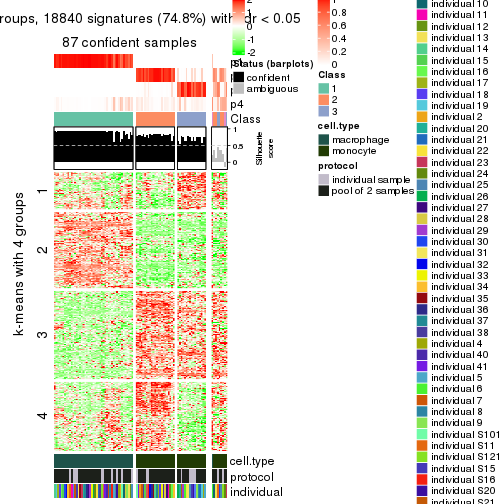 roups, 18840 signatures (74.8%) with fdr < 0.05
87 confident samples
p4
Class
1
0.5
0
Silhouette
score
k-means with 4 groups
1
2
3
4
cell.type
protocol
individual
2
1
0
-1
-2
Status (barplots)
confident
ambiguous
0.8
0.6
0.4
0.2
0
Class
1
2
3
cell.type
macrophage
monocyte
protocol
individual sample
pool of 2 samples
individual 10
individual 11
individual 12
individual 13
individual 14
individual 15
individual 16
individual 17
individual 18
individual 19
individual 2
individual 20
individual 21
individual 22
individual 23
individual 24
individual 25
individual 26
individual 27
individual 28
individual 29
individual 30
individual 31
individual 32
individual 33
individual 34
individual 35
individual 36
individual 37
individual 38
individual 4
individual 40
individual 41
individual 5
individual 6
individual 7
individual 8
individual 9
individual S101
individual S11
individual S121
individual S15
individual S16
individual S20
individual S21